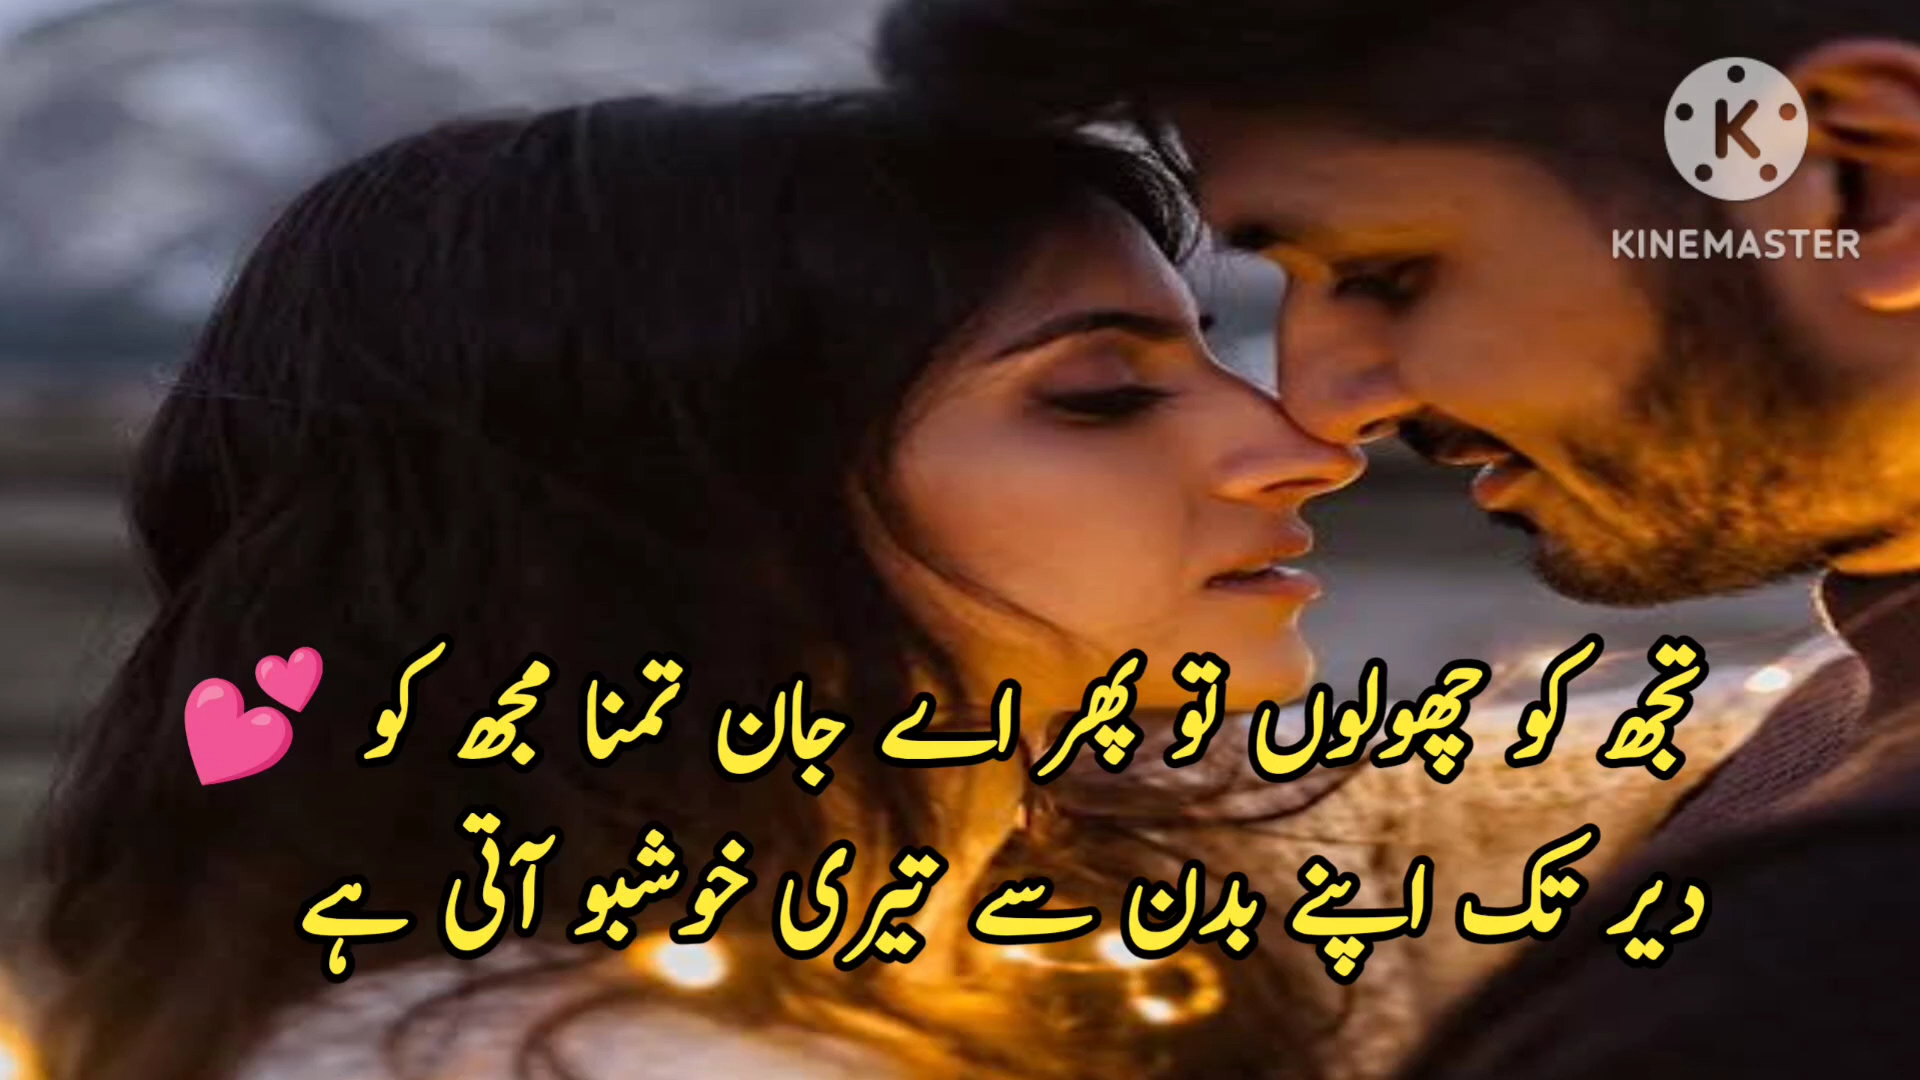 KINEMASTER
تجھ کو چھولوں تو پھر اے جان تمنا مجھ کو 💕
دیر تک اپنے بدن سے تیری خوشبو آتی ہے